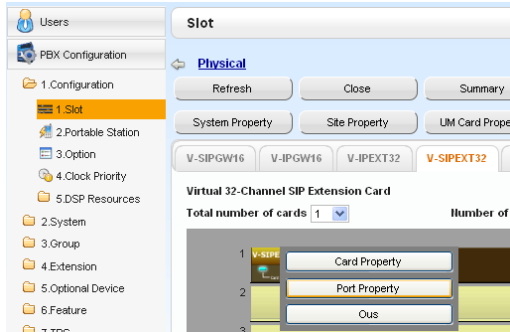 Users
PBX Configuration
1.Configuration
1.Slot
2.Portable Station
3.Option
4.Clock Priority
5.DSP Resources
2.System
3.Group
4.Extension
5.Optional Device
6.Feature
7.TRS
Slot
Physical
Refresh Close Summary
System Property Site Property UM Card Prope
V-SIPGW16 V-IPGW16 V-IPEXT32 V-SIPEXT32
Virtual 32-Channel SIP Extension Card
Total number of cards 1 Number of
1 V-SIPE Card Property
2 Port Property
Ous
3